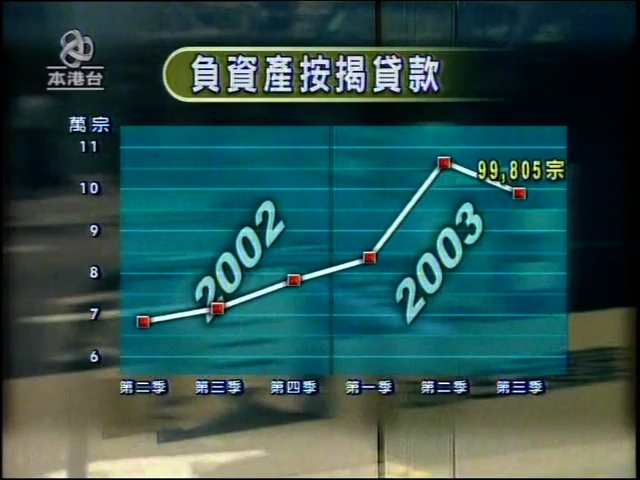 本港台
負資產按揭貸款
萬宗
11
10
9
8
7
6
99,805宗
2002
2003
第二季 第三季 第四季 第一季 第二季 第三季